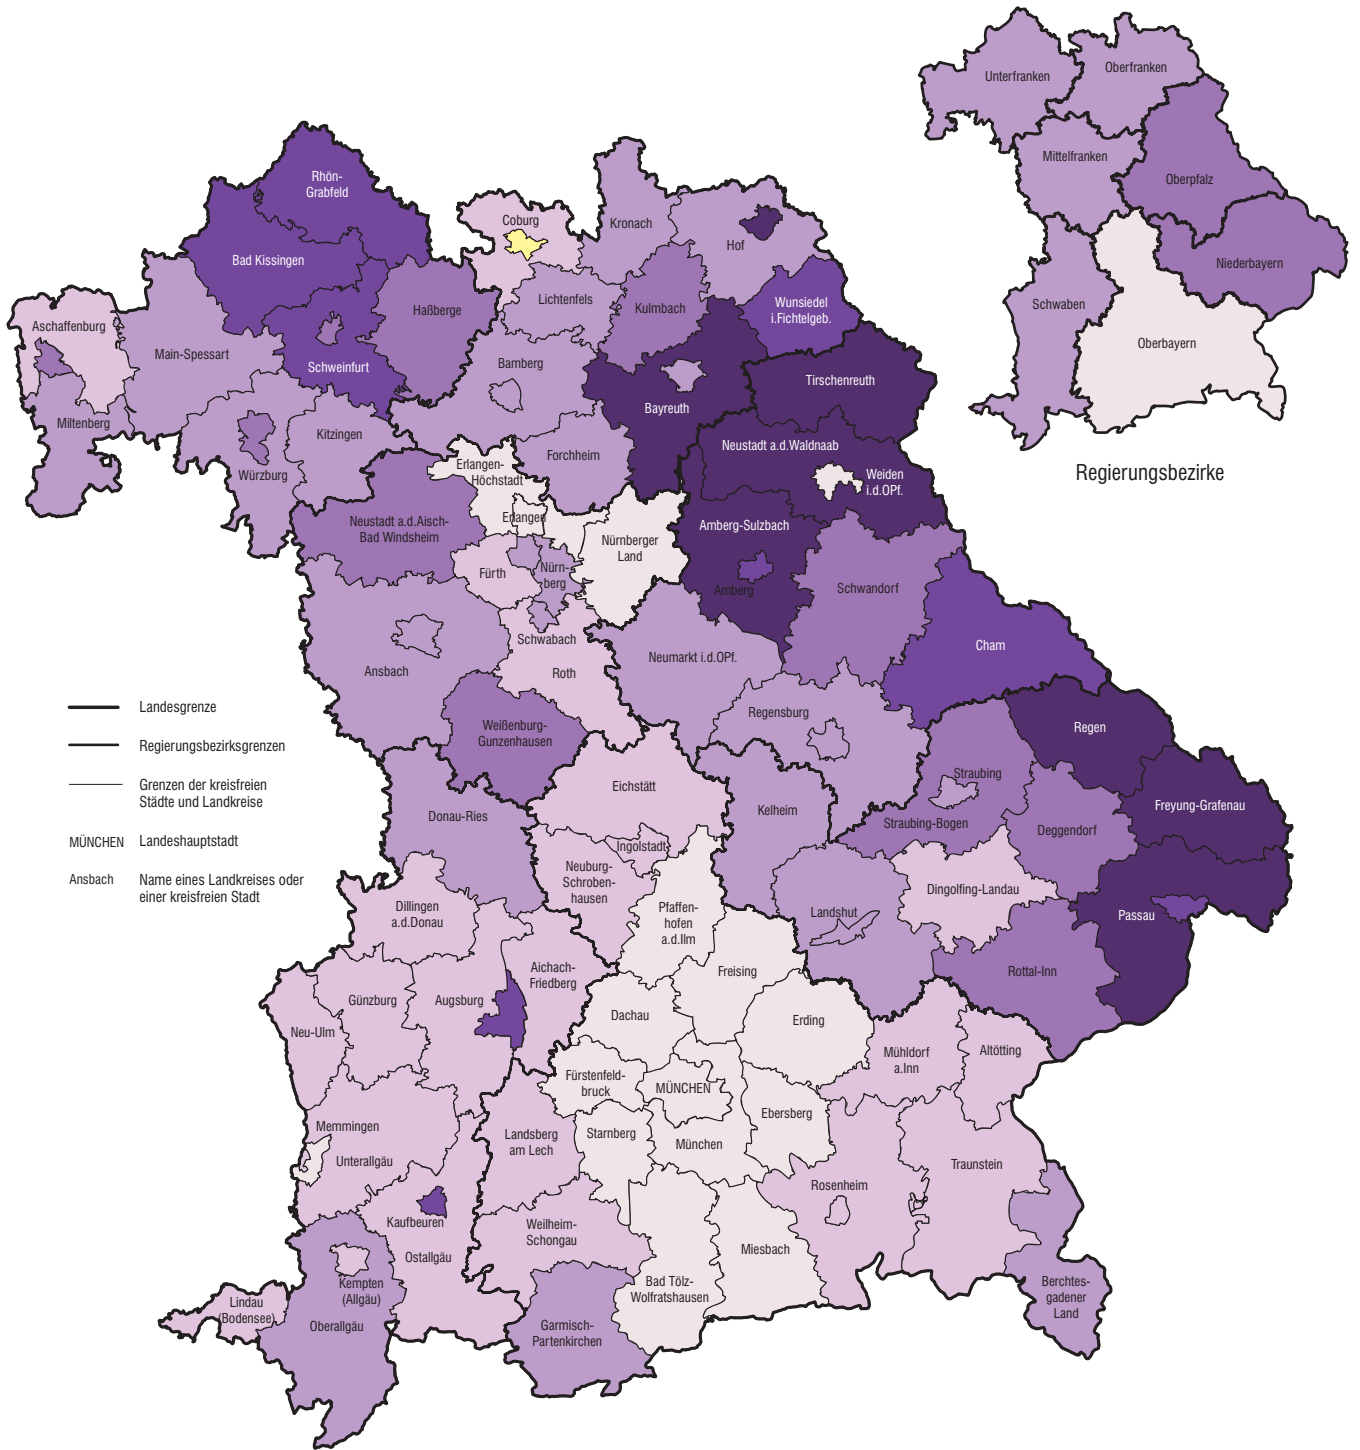 Unterfranken
Oberfranken
Mittelfranken
Oberpfalz
Niederbayern
Schwaben
Oberbayern
Regierungsbezirke
Rhön-
Grabfeld
Bad Kissingen
Coburg
Kronach
Hof
Lichtenfels
Kulmbach
Wunsiedel
i.Fichtelgeb.
Haßberge
Aschaffenburg
Main-Spessart
Schweinfurt
Bamberg
Bayreuth
Tirschenreuth
Miltenberg
Kitzingen
Würzburg
Forchheim
Erlangen-
Höchstadt
Neustadt a.d.Waldnaab
Weiden
i.d.OPf.
Neustadt a.d.Aisch-
Bad Windsheim
Erlangen
Nürnberger
Land
Amberg-Sulzbach
Fürth
Nürn-
berg
Amberg
Schwandorf
Schwabach
Roth
Ansbach
Neumarkt i.d.OPf.
Cham
Landesgrenze
Regierungsbezirksgrenzen
Grenzen der kreisfreien
Städte und Landkreise
MÜNCHEN
Landeshauptstadt
Ansbach
Name eines Landkreises oder
einer kreisfreien Stadt
Weißenburg-
Gunzenhausen
Regensburg
Regen
Straubing
Freyung-Grafenau
Eichstätt
Donau-Ries
Kelheim
Straubing-Bogen
Deggendorf
Ingolstadt
Neuburg-
Schroben-
hausen
Dingolfing-Landau
Dillingen
a.d.Donau
Pfaffen-
hofen
a.d.Ilm
Landshut
Passau
Aichach-
Friedberg
Freising
Rottal-Inn
Günzburg
Augsburg
Neu-Ulm
Dachau
Erding
Mühldorf
a.Inn
Altötting
Fürstenfeld-
bruck
MÜNCHEN
Ebersberg
Memmingen
Unterallgäu
Landsberg
am Lech
Starnberg
München
Traunstein
Rosenheim
Kaufbeuren
Ostallgäu
Weilheim-
Schongau
Miesbach
Bad Tölz-
Wolfratshausen
Kempten
(Allgäu)
Lindau
(Bodensee)
Oberallgäu
Garmisch-
Partenkirchen
Berchtes-
gadener
Land